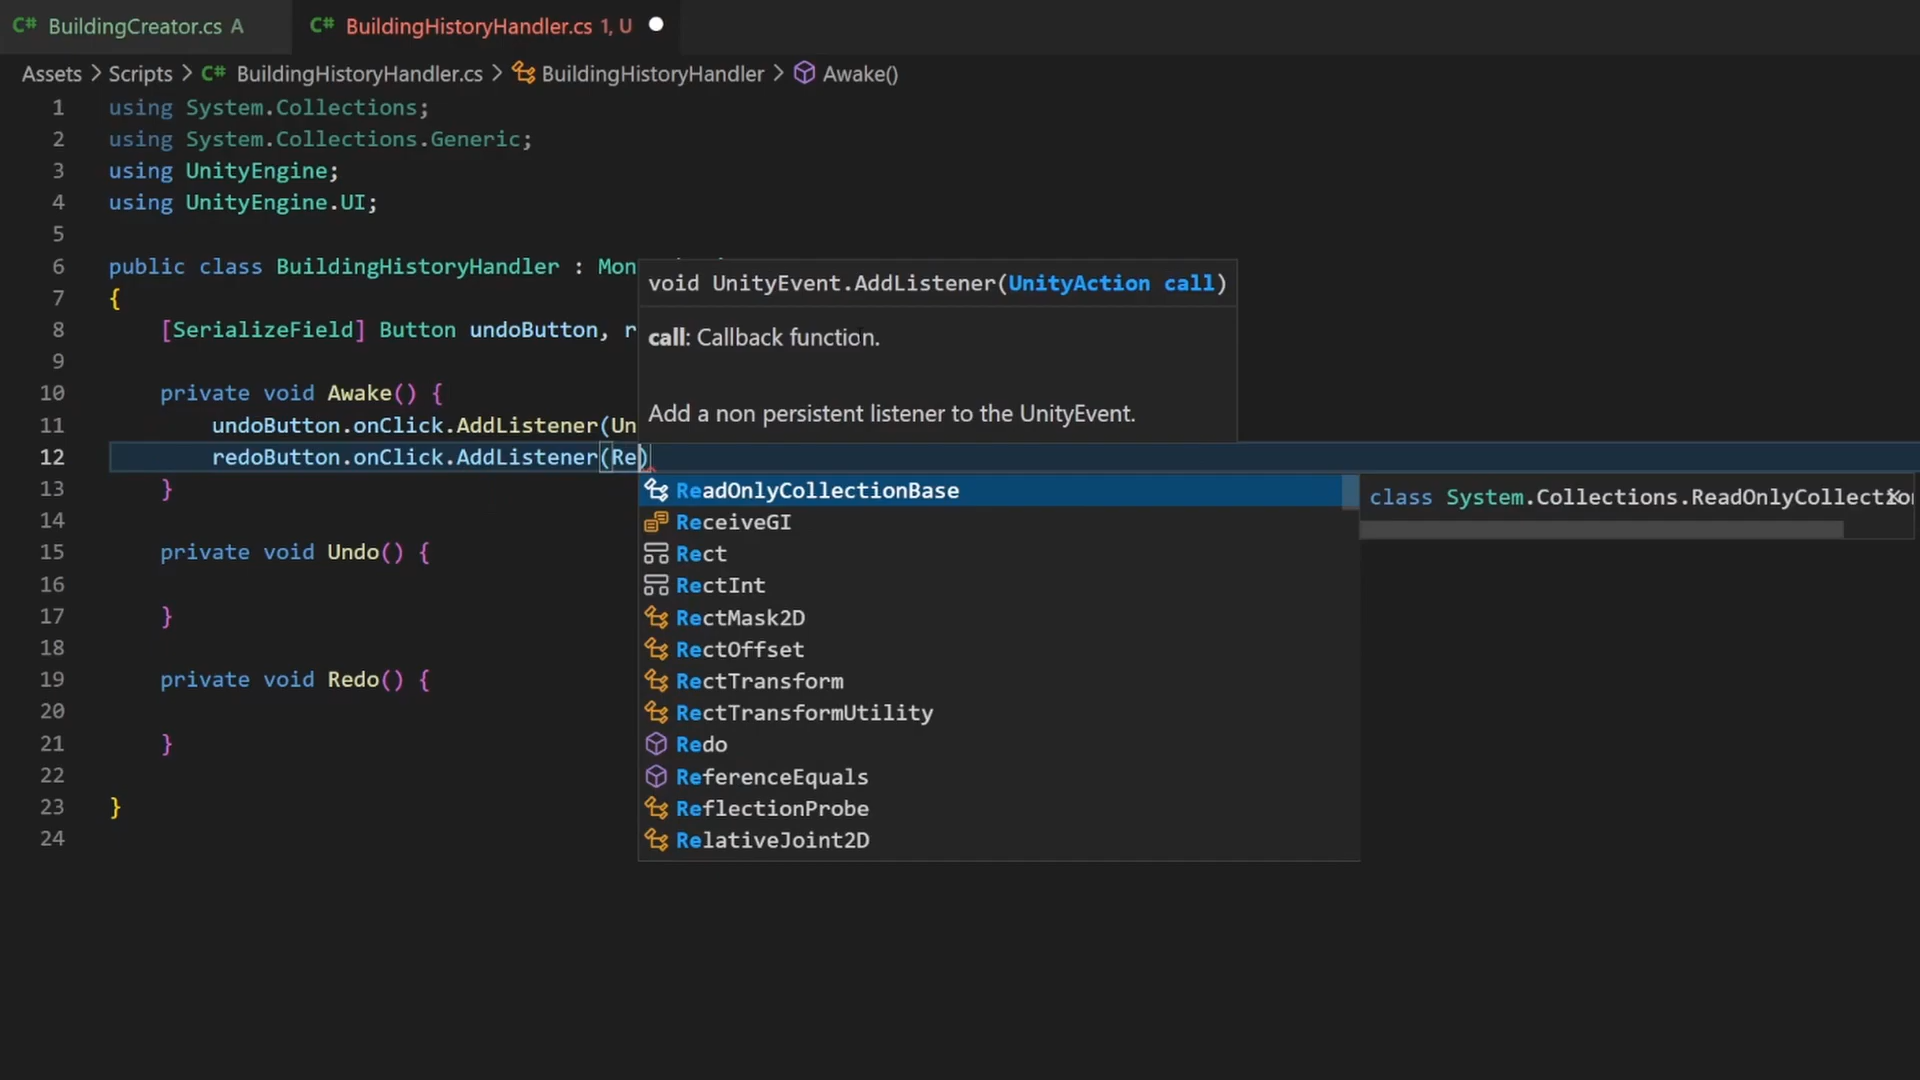 C# BuildingCreator.cs A
C# BuildingHistoryHandler.cs 1, U
Assets > Scripts > C# BuildingHistoryHandler.cs > BuildingHistoryHandler > Awake()
1 using System.Collections;
2 using System.Collections.Generic;
3 using UnityEngine;
4 using UnityEngine.UI;
5
6 public class BuildingHistoryHandler : Mon
7 {
8 [SerializeField] Button undoButton, r
9
10 private void Awake() {
11 undoButton.onClick.AddListener(Un
12 redoButton.onClick.AddListener(Re)
13 }
14
15 private void Undo() {
16
17 }
18
19 private void Redo() {
20
21 }
22
23 }
24
void UnityEvent.AddListener(UnityAction call)
call: Callback function.
Add a non persistent listener to the UnityEvent.
ReadOnlyCollectionBase
ReceiveGI
Rect
RectInt
RectMask2D
RectOffset
RectTransform
RectTransformUtility
Redo
ReferenceEquals
ReflectionProbe
RelativeJoint2D
class System.Collections.ReadOnlyCollectio